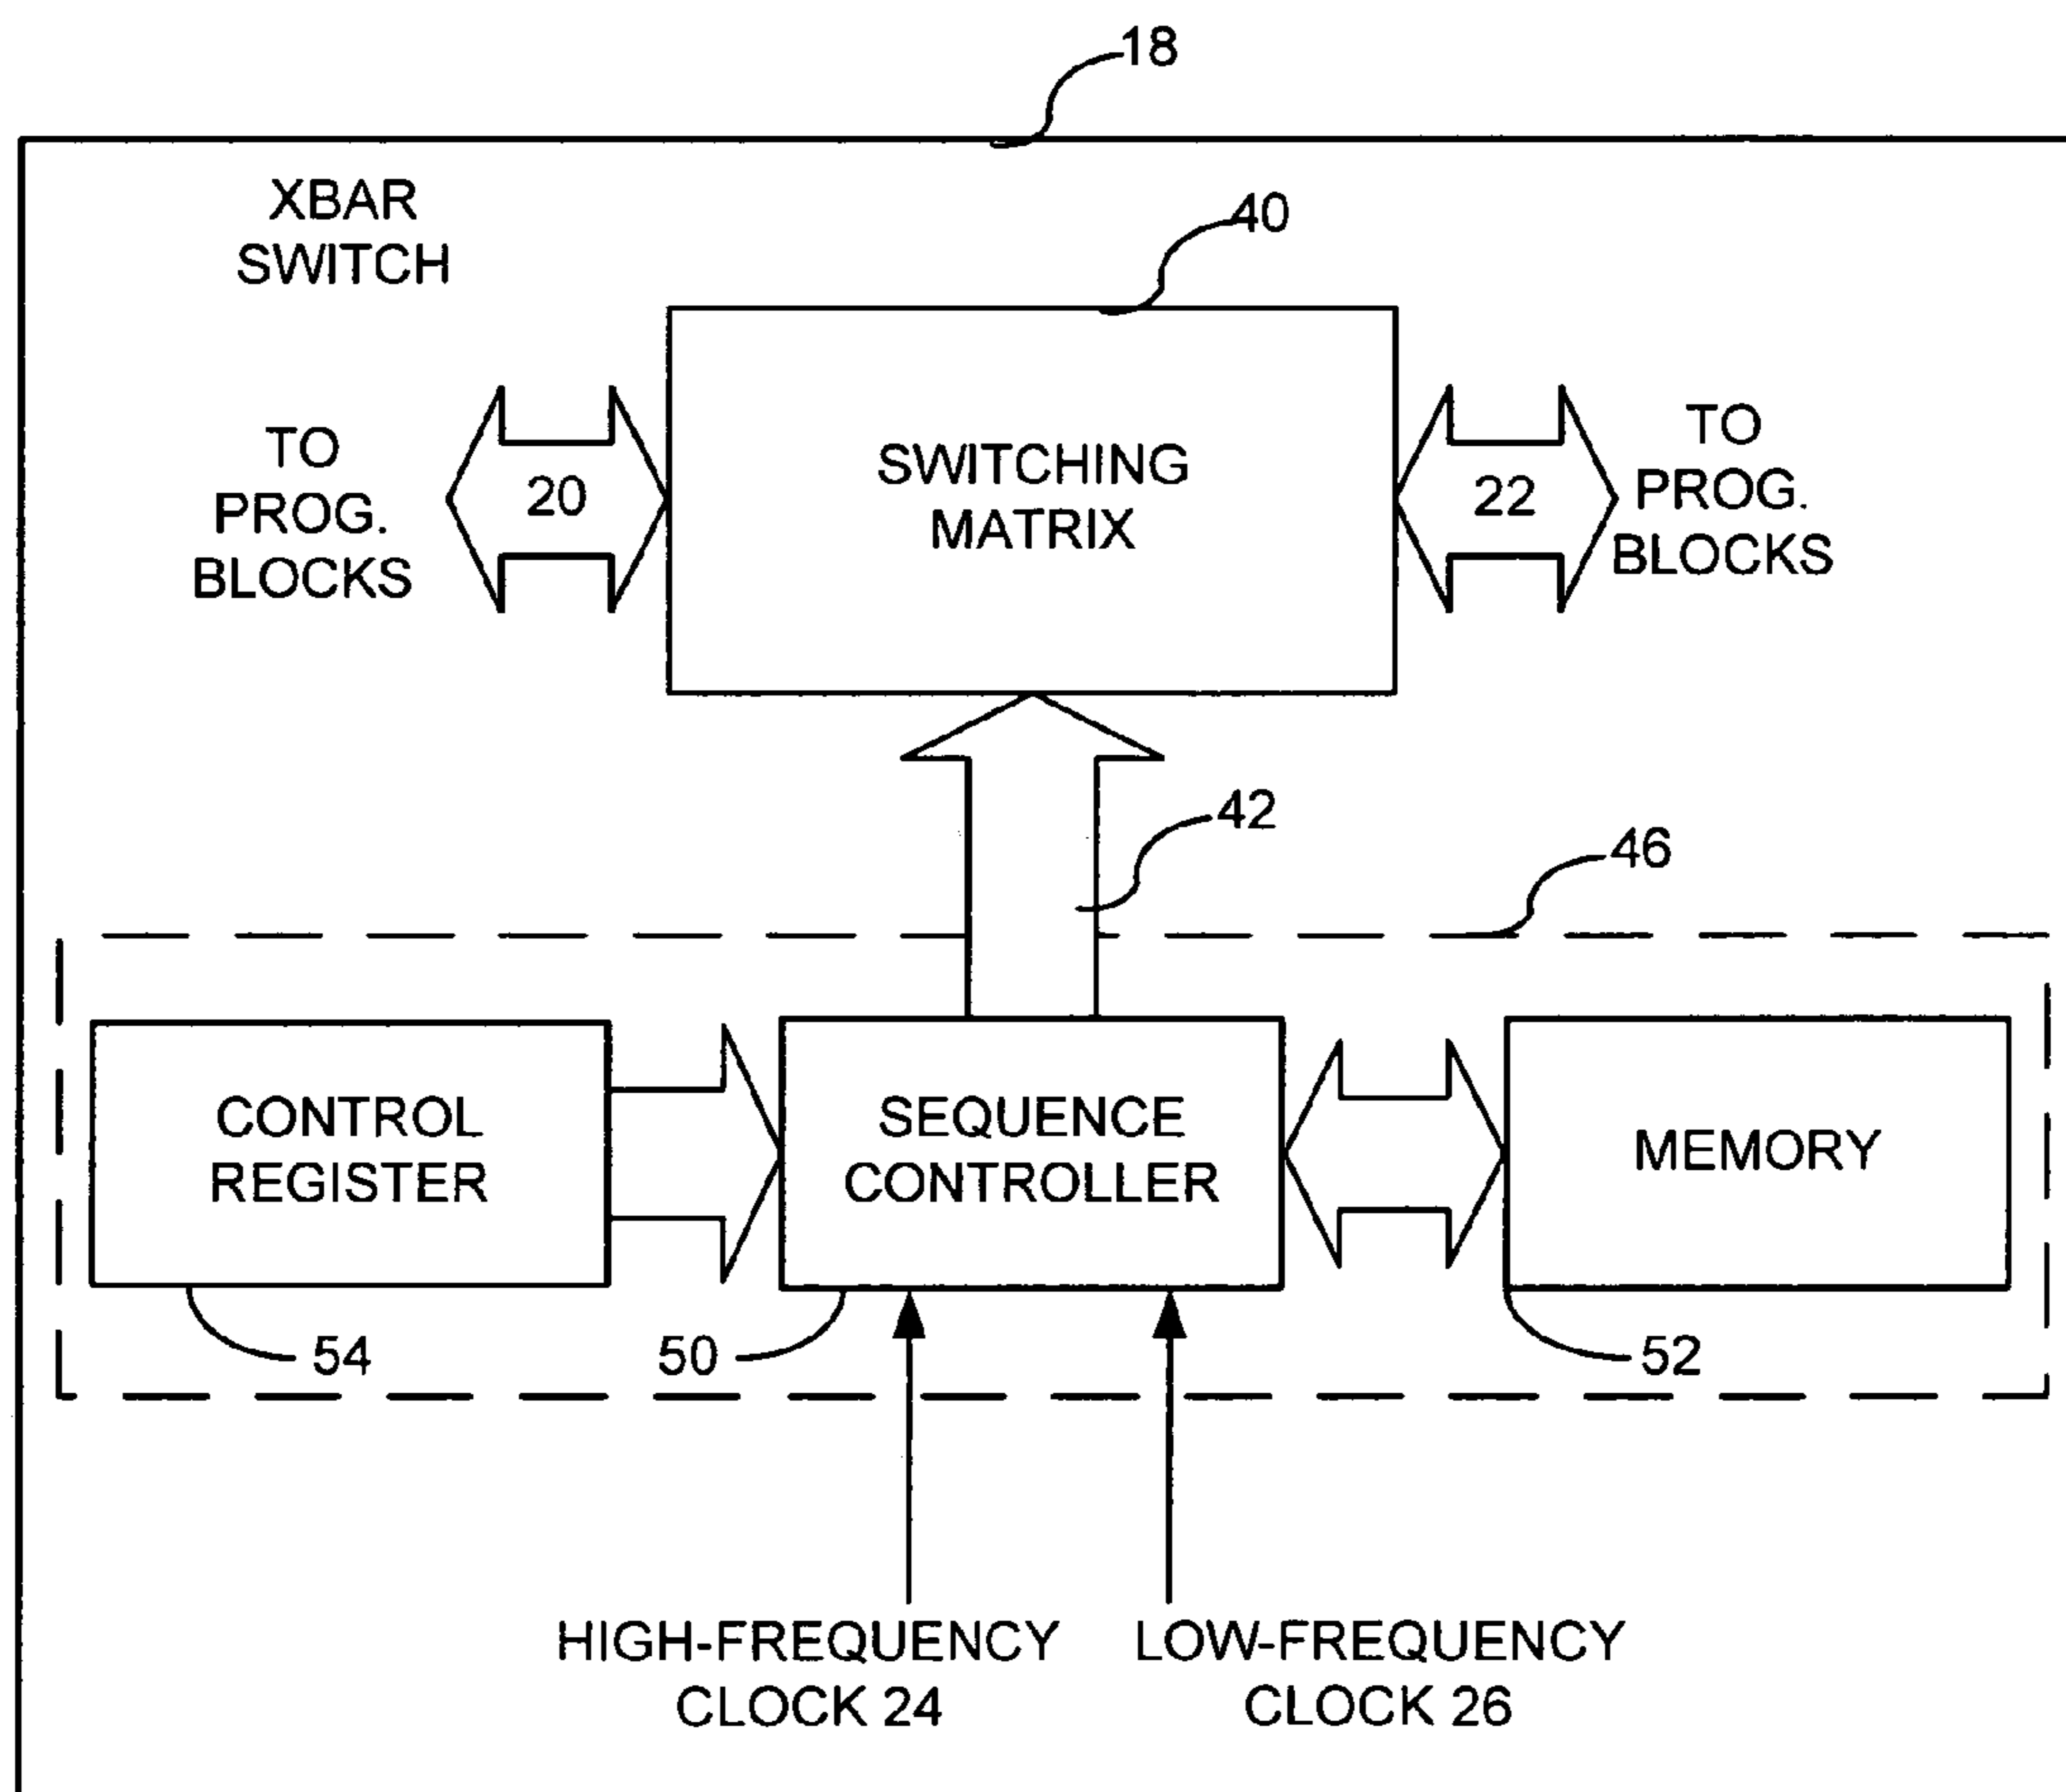 18
XBAR
SWITCH
40
TO
PROG.
BLOCKS
20
SWITCHING
MATRIX
22
TO
PROG.
BLOCKS
42
46
CONTROL
REGISTER
SEQUENCE
CONTROLLER
MEMORY
54
50
52
HIGH-FREQUENCY
CLOCK 24
LOW-FREQUENCY
CLOCK 26